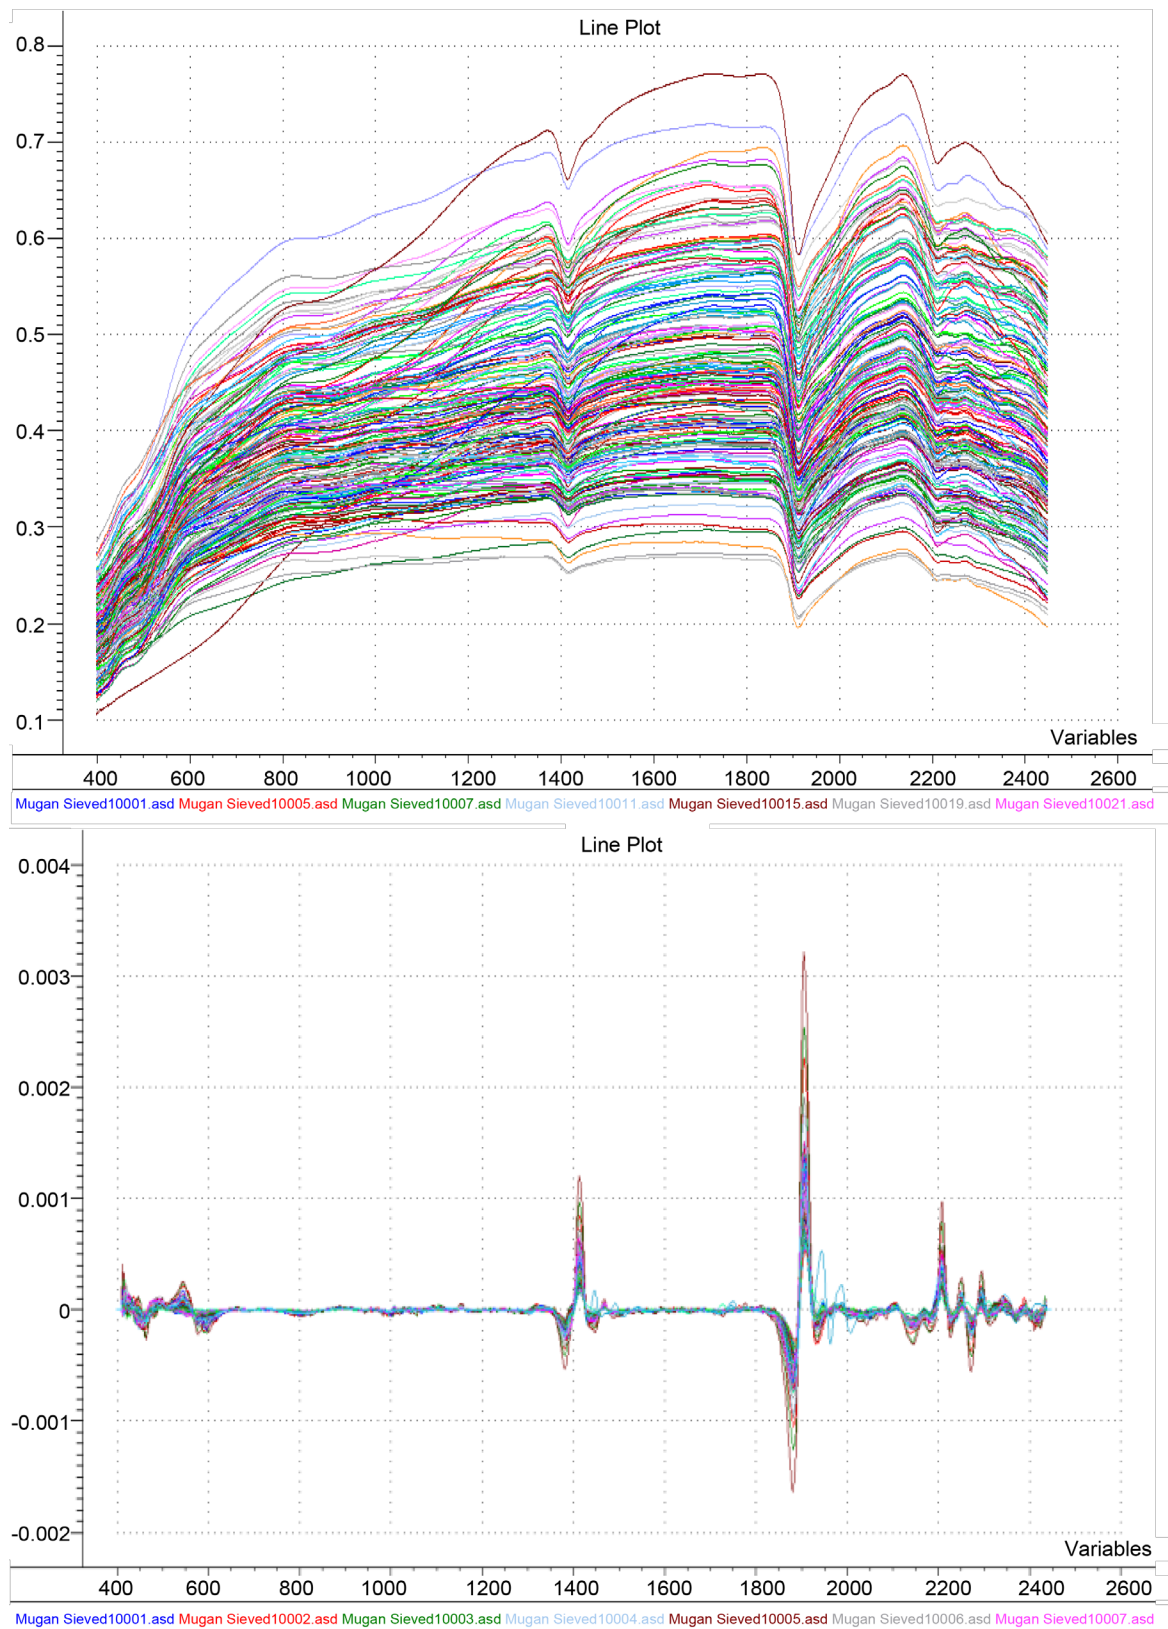 Line Plot
0.8
0.7
0.6
0.5
0.4
0.3
0.2
0.1
Variables
400 600 800 1000 1200 1400 1600 1800 2000 2200 2400 2600
Mugan Sieved10001.asd Mugan Sieved10005.asd Mugan Sieved10007.asd Mugan Sieved10011.asd Mugan Sieved10015.asd Mugan Sieved10019.asd Mugan Sieved10021.asd
Line Plot
0.004
0.003
0.002
0.001
0
-0.001
-0.002
Variables
400 600 800 1000 1200 1400 1600 1800 2000 2200 2400 2600
Mugan Sieved10001.asd Mugan Sieved10002.asd Mugan Sieved10003.asd Mugan Sieved10004.asd Mugan Sieved10005.asd Mugan Sieved10006.asd Mugan Sieved10007.asd